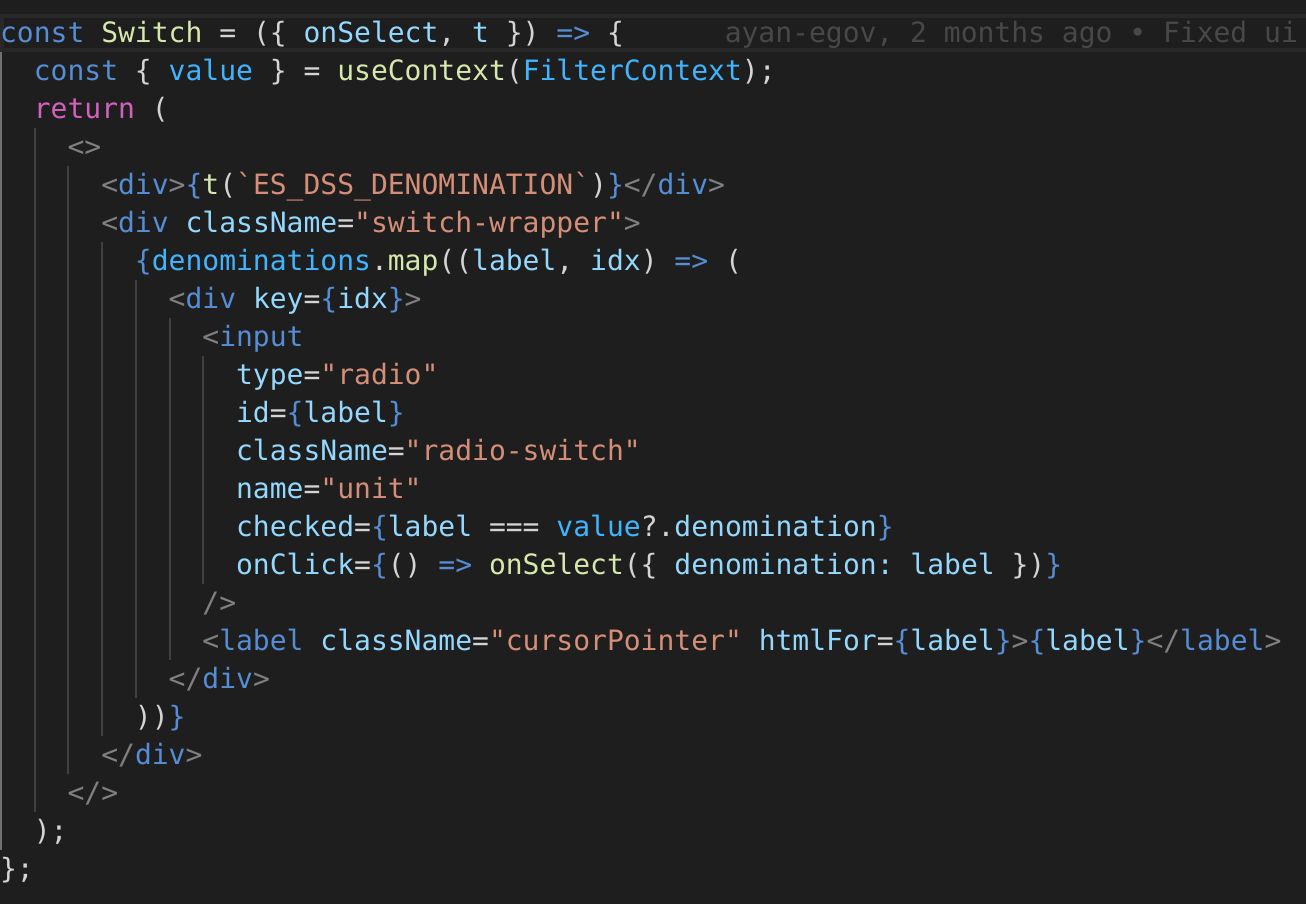 const Switch = ({ onSelect, t }) => { ayan-egov, 2 months ago • Fixed ui
  const { value } = useContext(FilterContext);
  return (
    <>
      <div>{t(`ES_DSS_DENOMINATION`)}</div>
      <div className="switch-wrapper">
        {denominations.map((label, idx) => (
          <div key={idx}>
            <input
              type="radio"
              id={label}
              className="radio-switch"
              name="unit"
              checked={label === value?.denomination}
              onClick={() => onSelect({ denomination: label })}
            />
            <label className="cursorPointer" htmlFor={label}>{label}</label>
          </div>
        ))}
      </div>
    </>
  );
};